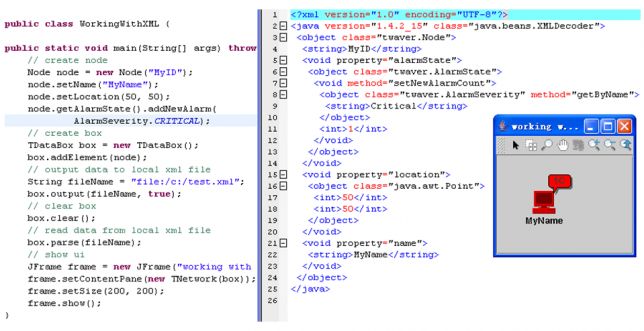 public class WorkingWithXML {
public static void main(String[] args) throw
// create node
Node node = new Node("MyID");
node.setName("MyName");
node.setLocation(50, 50);
node.getAlarmState().addNewAlarm(
AlarmSeverity.CRITICAL);
// create box
TDataBox box = new TDataBox();
box.addElement(node);
// output data to local xml file
String fileName = "file:/c:/test.xml";
box.output(fileName, true);
// clear box
box.clear();
// read data from local xml file
box.parse(fileName);
// show ui
JFrame frame = new JFrame("working with
frame.setContentPane(new TNetwork(box));
frame.setSize(200, 200);
frame.show();
}
1 <?xml version="1.0" encoding="UTF-8"?>
2 <java version="1.4.2_15" class="java.beans.XMLDecoder">
3 <object class="twaver.Node">
4 <string>MyID</string>
5 <void property="alarmState">
6 <object class="twaver.AlarmState">
7 <void method="setNewAlarmCount">
8 <object class="twaver.AlarmSeverity" method="getByName">
9 <string>Critical</string>
10 </object>
11 <int>1</int>
12 </void>
13 </object>
14 </void>
15 <void property="location">
16 <object class="java.awt.Point">
17 <int>50</int>
18 <int>50</int>
19 </object>
20 </void>
21 <void property="name">
22 <string>MyName</string>
23 </void>
24 </object>
25 </java>
26
working w...
1C
MyName